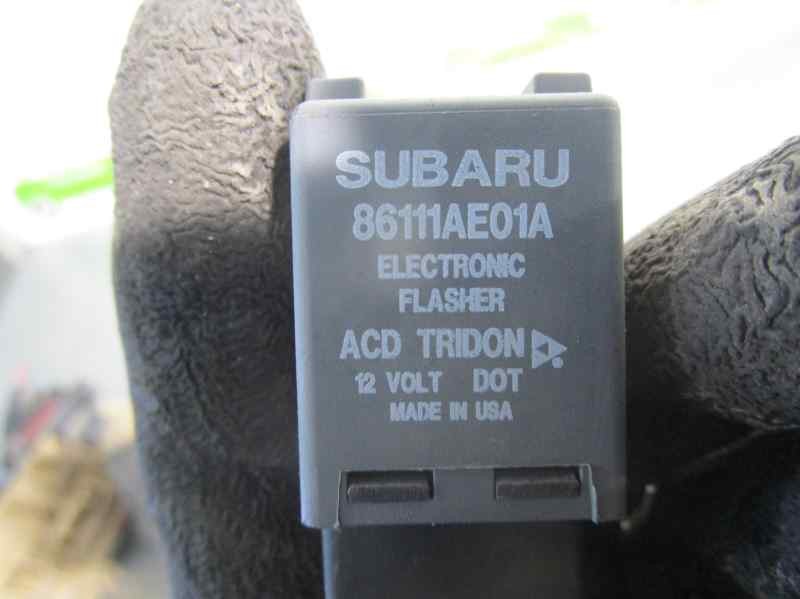 SUBARU
86111AE01A
ELECTRONIC
FLASHER
ACD TRIDON
12 VOLT DOT
MADE IN USA